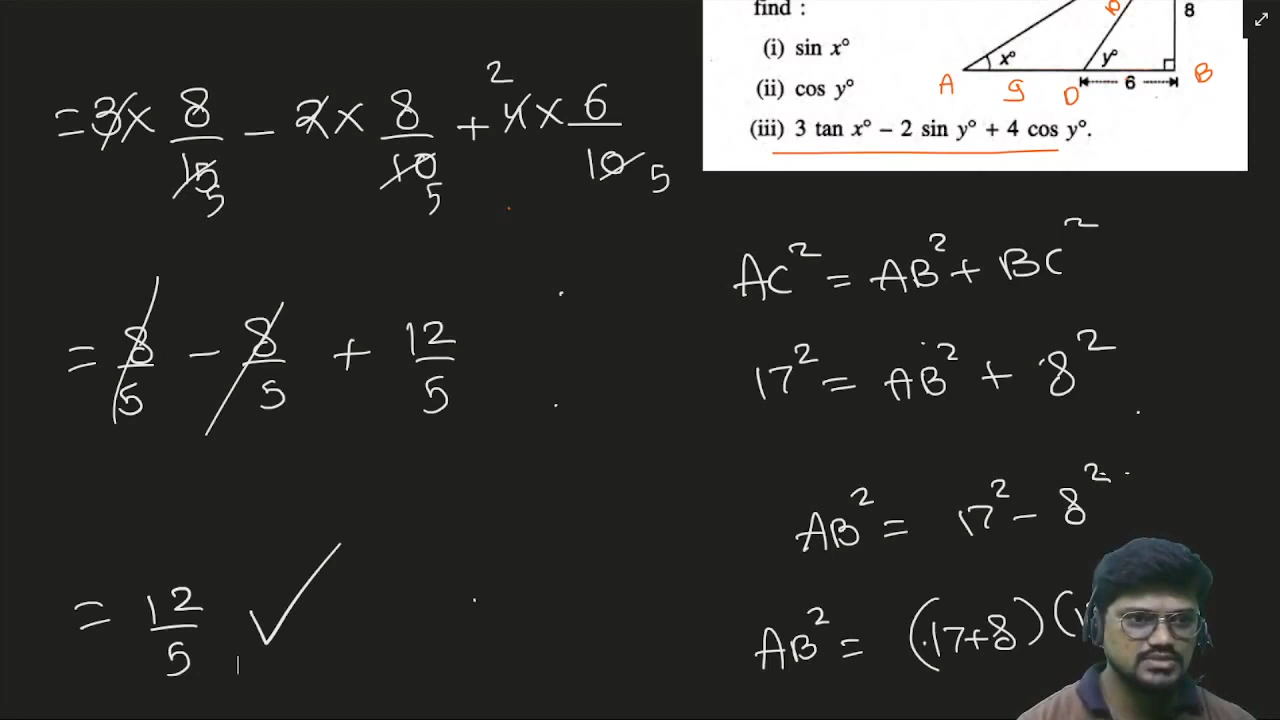 find :
(i) sin x°
(ii) cos y°
(iii) 3 tan x° − 2 sin y° + 4 cos y°.
8
x°
y°
6
A
9
D
B
10
= 3 × 8/15 − 2 × 8/10 + 4 × 6/10
5
5
2
5
= 8/5 − 8/5 + 12/5
= 12/5 ✓
AC² = AB² + BC²
17² = AB² + 8²
AB² = 17² − 8²
AB² = (17+8)(1